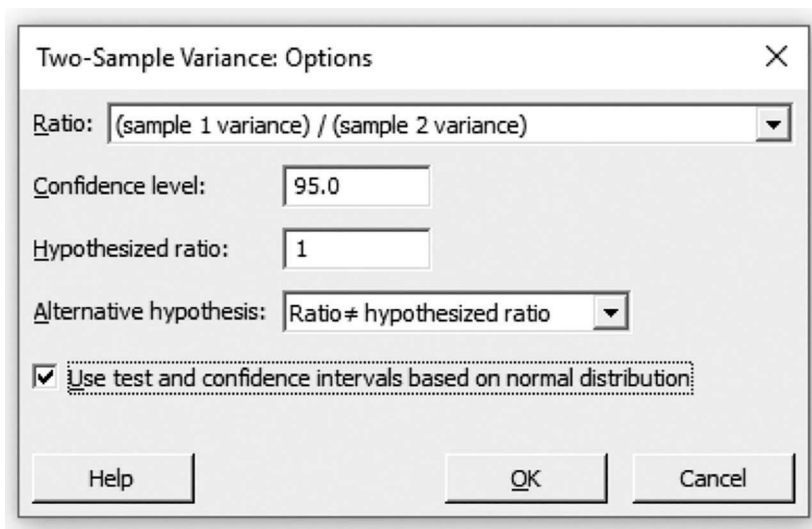 Two-Sample Variance: Options
Ratio: (sample 1 variance) / (sample 2 variance)
Confidence level: 95.0
Hypothesized ratio: 1
Alternative hypothesis: Ratio≠ hypothesized ratio
Use test and confidence intervals based on normal distribution
Help OK Cancel